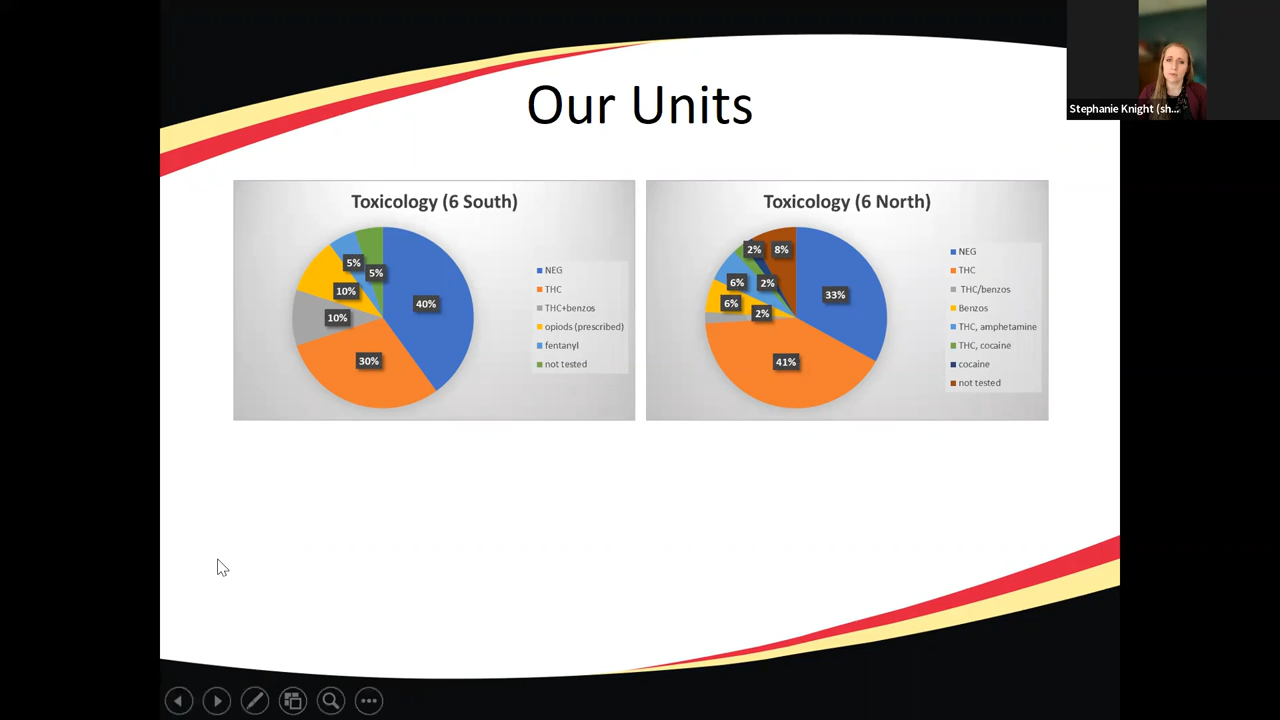 Stephanie Knight (sh...
Our Units
Toxicology (6 South)
40%
30%
10%
10%
5%
5%
NEG
THC
THC+benzos
opiods (prescribed)
fentanyl
not tested
Toxicology (6 North)
33%
41%
2%
6%
6%
2%
2%
8%
NEG
THC
THC/benzos
Benzos
THC, amphetamine
THC, cocaine
cocaine
not tested